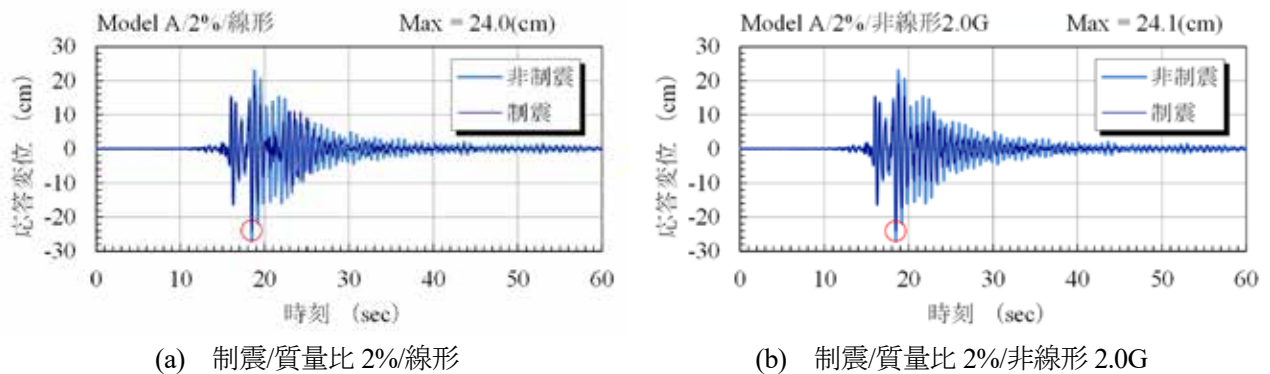 Model A/2%/線形 Max = 24.0(cm)
30
20
10
0
-10
-20
-30
応答変位 (cm)
非制震
制震
0 10 20 30 40 50 60
時刻 (sec)
(a) 制震/質量比 2%/線形
Model A/2%/非線形2.0G Max = 24.1(cm)
30
20
10
0
-10
-20
-30
応答変位 (cm)
非制震
制震
0 10 20 30 40 50 60
時刻 (sec)
(b) 制震/質量比 2%/非線形 2.0G